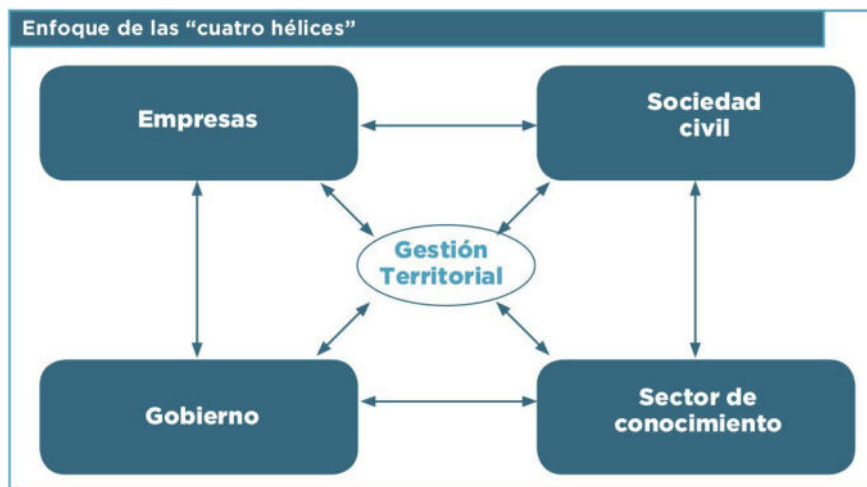 Enfoque de las “cuatro hélices”
Empresas
Sociedad
civil
Gestión
Territorial
Gobierno
Sector de
conocimiento